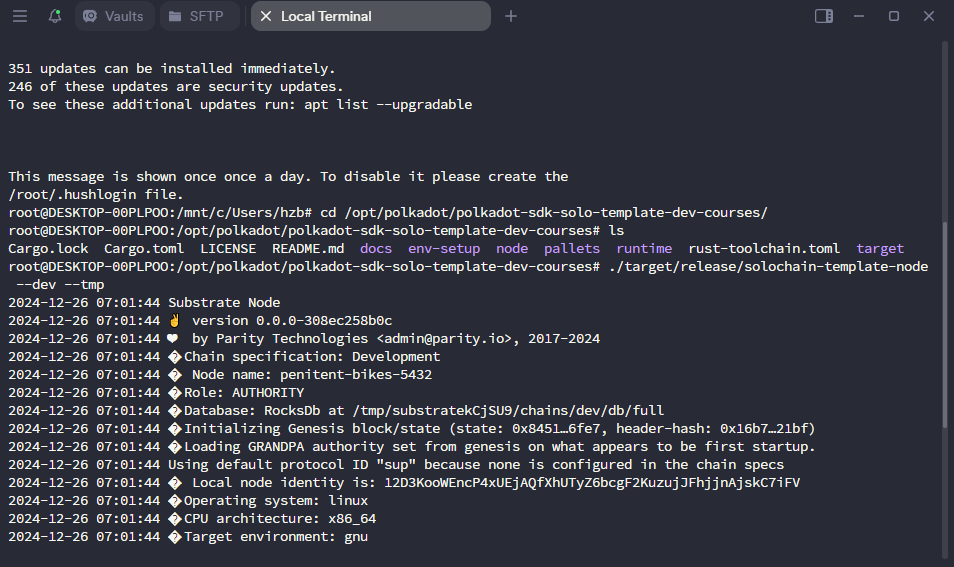 Vaults
SFTP
Local Terminal
351 updates can be installed immediately.
246 of these updates are security updates.
To see these additional updates run: apt list --upgradable
This message is shown once once a day. To disable it please create the
/root/.hushlogin file.
root@DESKTOP-00PLPOO:/mnt/c/Users/hzb# cd /opt/polkadot/polkadot-sdk-solo-template-dev-courses/
root@DESKTOP-00PLPOO:/opt/polkadot/polkadot-sdk-solo-template-dev-courses# ls
Cargo.lock  Cargo.toml  LICENSE  README.md  docs  env-setup  node  pallets  runtime  rust-toolchain.toml  target
root@DESKTOP-00PLPOO:/opt/polkadot/polkadot-sdk-solo-template-dev-courses# ./target/release/solochain-template-node
 --dev --tmp
2024-12-26 07:01:44 Substrate Node
2024-12-26 07:01:44 ✌️  version 0.0.0-308ec258b0c
2024-12-26 07:01:44 ❤️  by Parity Technologies <admin@parity.io>, 2017-2024
2024-12-26 07:01:44 �Chain specification: Development
2024-12-26 07:01:44 � Node name: penitent-bikes-5432
2024-12-26 07:01:44 �Role: AUTHORITY
2024-12-26 07:01:44 �Database: RocksDb at /tmp/substratekCjSU9/chains/dev/db/full
2024-12-26 07:01:44 �Initializing Genesis block/state (state: 0x8451…6fe7, header-hash: 0x16b7…21bf)
2024-12-26 07:01:44 �Loading GRANDPA authority set from genesis on what appears to be first startup.
2024-12-26 07:01:44 Using default protocol ID "sup" because none is configured in the chain specs
2024-12-26 07:01:44 � Local node identity is: 12D3KooWEncP4xUEjAQfXhUTyZ6bcgF2KuzujJFhjjnAjskC7iFV
2024-12-26 07:01:44 �Operating system: linux
2024-12-26 07:01:44 �CPU architecture: x86_64
2024-12-26 07:01:44 �Target environment: gnu